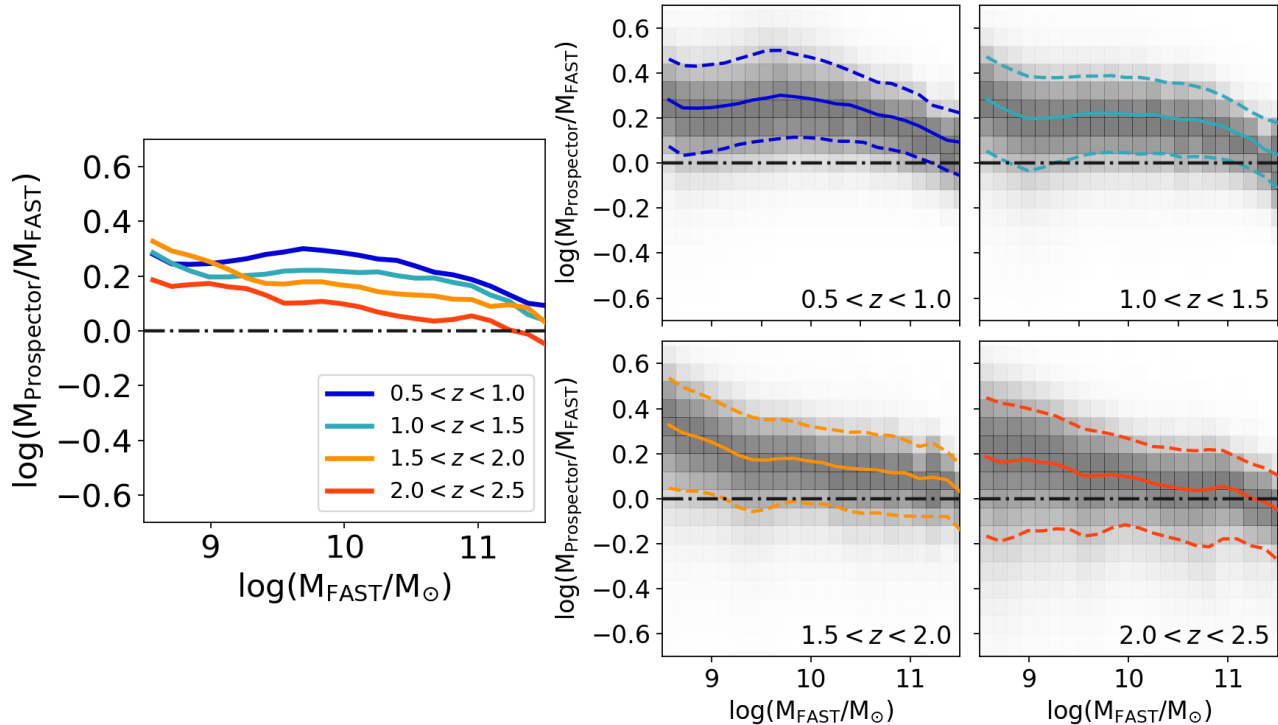 log(M_Prospector/M_FAST)
0.6
0.4
0.2
0.0
−0.2
−0.4
−0.6
0.5 < z < 1.0
1.0 < z < 1.5
1.5 < z < 2.0
2.0 < z < 2.5
9 10 11
log(M_FAST/M_⊙)
log(M_Prospector/M_FAST)
0.6
0.4
0.2
0.0
−0.2
−0.4
−0.6
0.5 < z < 1.0
1.0 < z < 1.5
log(M_Prospector/M_FAST)
0.6
0.4
0.2
0.0
−0.2
−0.4
−0.6
1.5 < z < 2.0
2.0 < z < 2.5
9 10 11
9 10 11
log(M_FAST/M_⊙)
log(M_FAST/M_⊙)